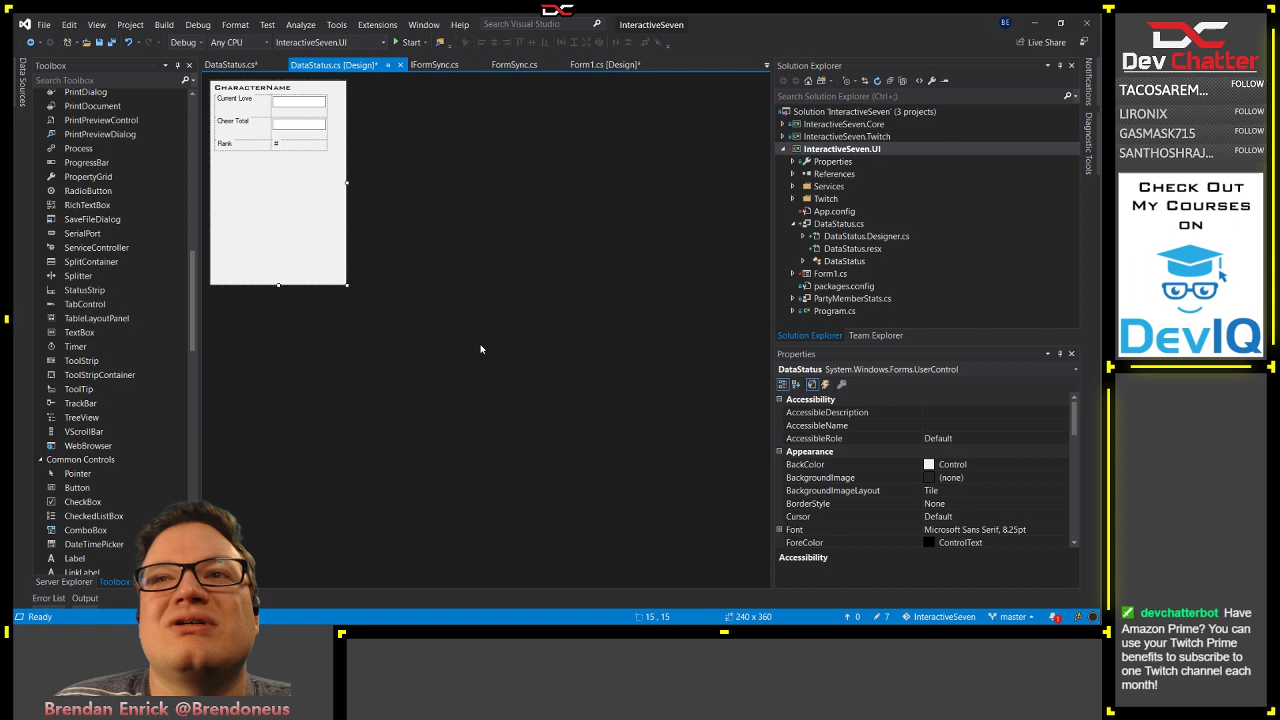 File Edit View Project Build Debug Format Test Analyze Tools Extensions Window Help Search Visual Studio InteractiveSeven BE
Debug Any CPU InteractiveSeven.UI Start Live Share
Data Sources
Toolbox
Search Toolbox
PrintDialog
PrintDocument
PrintPreviewControl
PrintPreviewDialog
Process
ProgressBar
PropertyGrid
RadioButton
RichTextBox
SaveFileDialog
SerialPort
ServiceController
SplitContainer
Splitter
StatusStrip
TabControl
TableLayoutPanel
TextBox
Timer
ToolStrip
ToolStripContainer
ToolTip
TrackBar
TreeView
VScrollBar
WebBrowser
Common Controls
Pointer
Button
CheckBox
CheckedListBox
ComboBox
DateTimePicker
Label
LinkLabel
Server Explorer Toolbox
Error List Output
DataStatus.cs* DataStatus.cs [Design]* IFormSync.cs FormSync.cs Form1.cs [Design]*
CharacterName
Current Love
Cheer Total
Rank #
Solution Explorer
Search Solution Explorer (Ctrl+;)
Solution 'InteractiveSeven' (3 projects)
InteractiveSeven.Core
InteractiveSeven.Twitch
InteractiveSeven.UI
Properties
References
Services
Twitch
App.config
DataStatus.cs
DataStatus.Designer.cs
DataStatus.resx
DataStatus
Form1.cs
packages.config
PartyMemberStats.cs
Program.cs
Solution Explorer Team Explorer
Properties
DataStatus System.Windows.Forms.UserControl
Accessibility
AccessibleDescription
AccessibleName
AccessibleRole Default
Appearance
BackColor Control
BackgroundImage (none)
BackgroundImageLayout Tile
BorderStyle None
Cursor Default
Font Microsoft Sans Serif, 8.25pt
ForeColor ControlText
Accessibility
Notifications
Diagnostic Tools
Ready 15 , 15 240 x 360 0 7 InteractiveSeven master 1
DC
Dev Chatter
TACOSAREM... FOLLOW
LIRONIX FOLLOW
GASMASK715 FOLLOW
SANTHOSHRAJ... FOLLOW
Check Out
My Courses
on
DevIQ
devchatterbot Have
Amazon Prime? You can
use your Twitch Prime
benefits to subscribe to
one Twitch channel each
month!
Brendan Enrick @Brendoneus